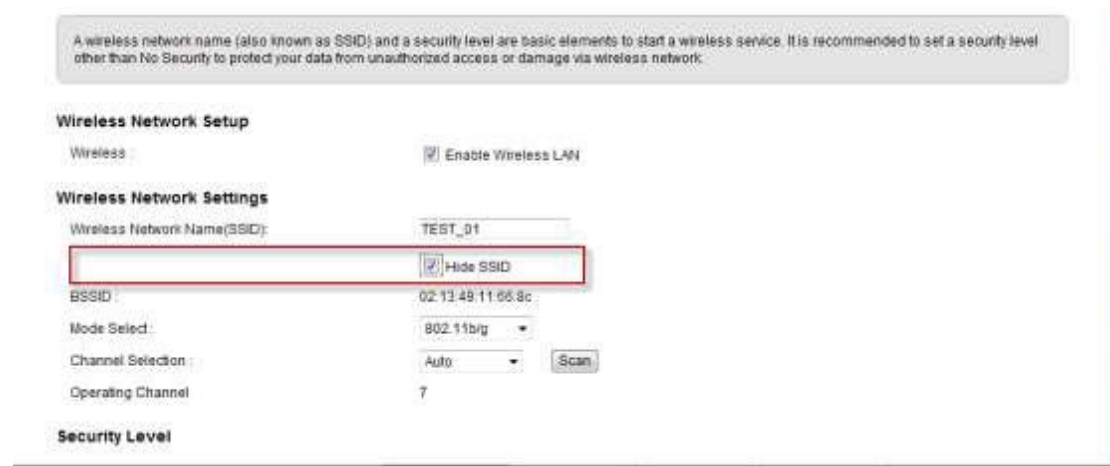 A wireless network name (also known as SSID) and a security level are basic elements to start a wireless service. It is recommended to set a security level
other than No Security to protect your data from unauthorized access or damage via wireless network.
Wireless Network Setup
Wireless : Enable Wireless LAN
Wireless Network Settings
Wireless Network Name(SSID): TEST_01
Hide SSID
BSSID : 02:13:49:11:66:8c
Mode Select : 802.11b/g
Channel Selection : Auto Scan
Operating Channel 7
Security Level